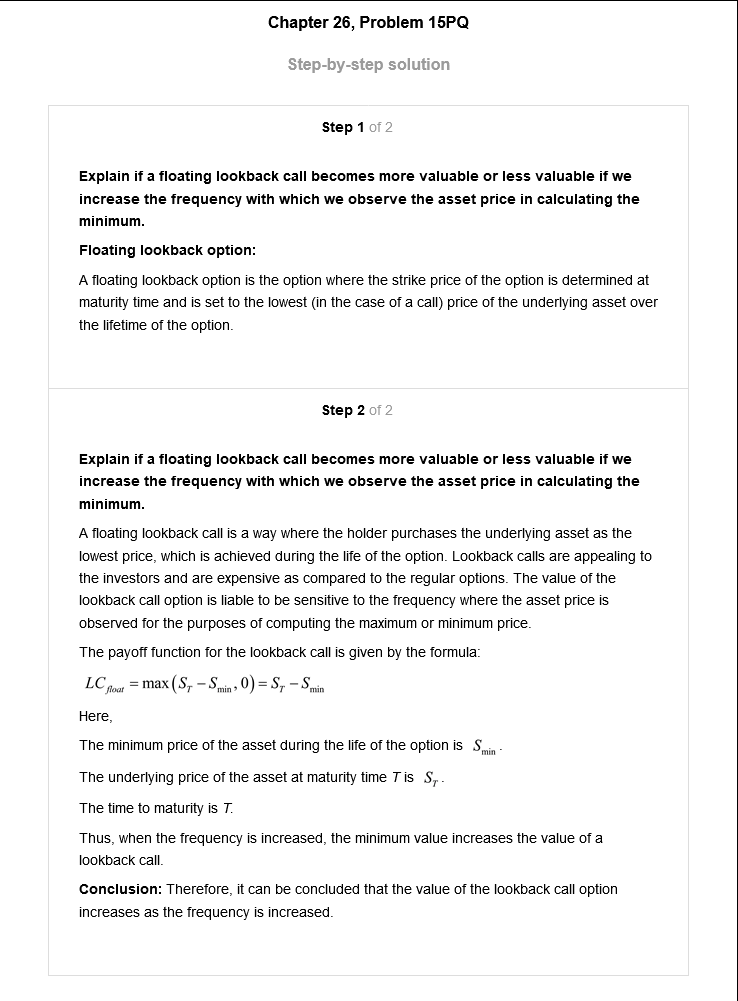 Chapter 26, Problem 15PQ
Step-by-step solution
Step 1 of 2
Explain if a floating lookback call becomes more valuable or less valuable if we
increase the frequency with which we observe the asset price in calculating the
minimum.
Floating lookback option:
A floating lookback option is the option where the strike price of the option is determined at
maturity time and is set to the lowest (in the case of a call) price of the underlying asset over
the lifetime of the option.
Step 2 of 2
Explain if a floating lookback call becomes more valuable or less valuable if we
increase the frequency with which we observe the asset price in calculating the
minimum.
A floating lookback call is a way where the holder purchases the underlying asset as the
lowest price, which is achieved during the life of the option. Lookback calls are appealing to
the investors and are expensive as compared to the regular options. The value of the
lookback call option is liable to be sensitive to the frequency where the asset price is
observed for the purposes of computing the maximum or minimum price.
The payoff function for the lookback call is given by the formula:
LC_float = max(S_T − S_min, 0) = S_T − S_min
Here,
The minimum price of the asset during the life of the option is S_min.
The underlying price of the asset at maturity time T is S_T.
The time to maturity is T.
Thus, when the frequency is increased, the minimum value increases the value of a
lookback call.
Conclusion: Therefore, it can be concluded that the value of the lookback call option
increases as the frequency is increased.